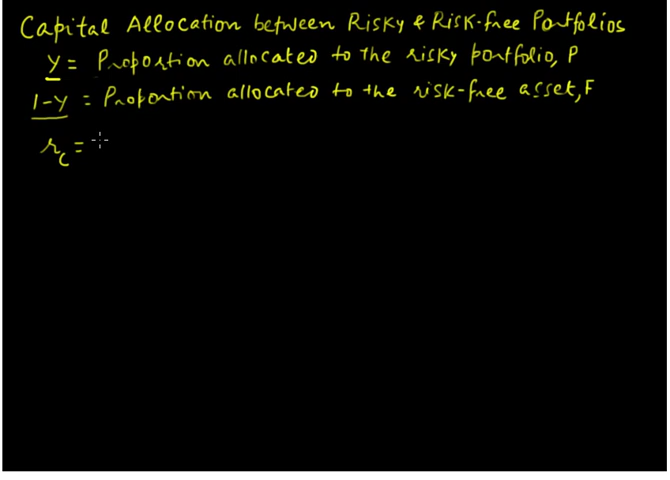 Capital Allocation between Risky & Risk-free Portfolios
y = Proportion allocated to the risky portfolio, P
1-y = Proportion allocated to the risk-free asset, F
r_c =